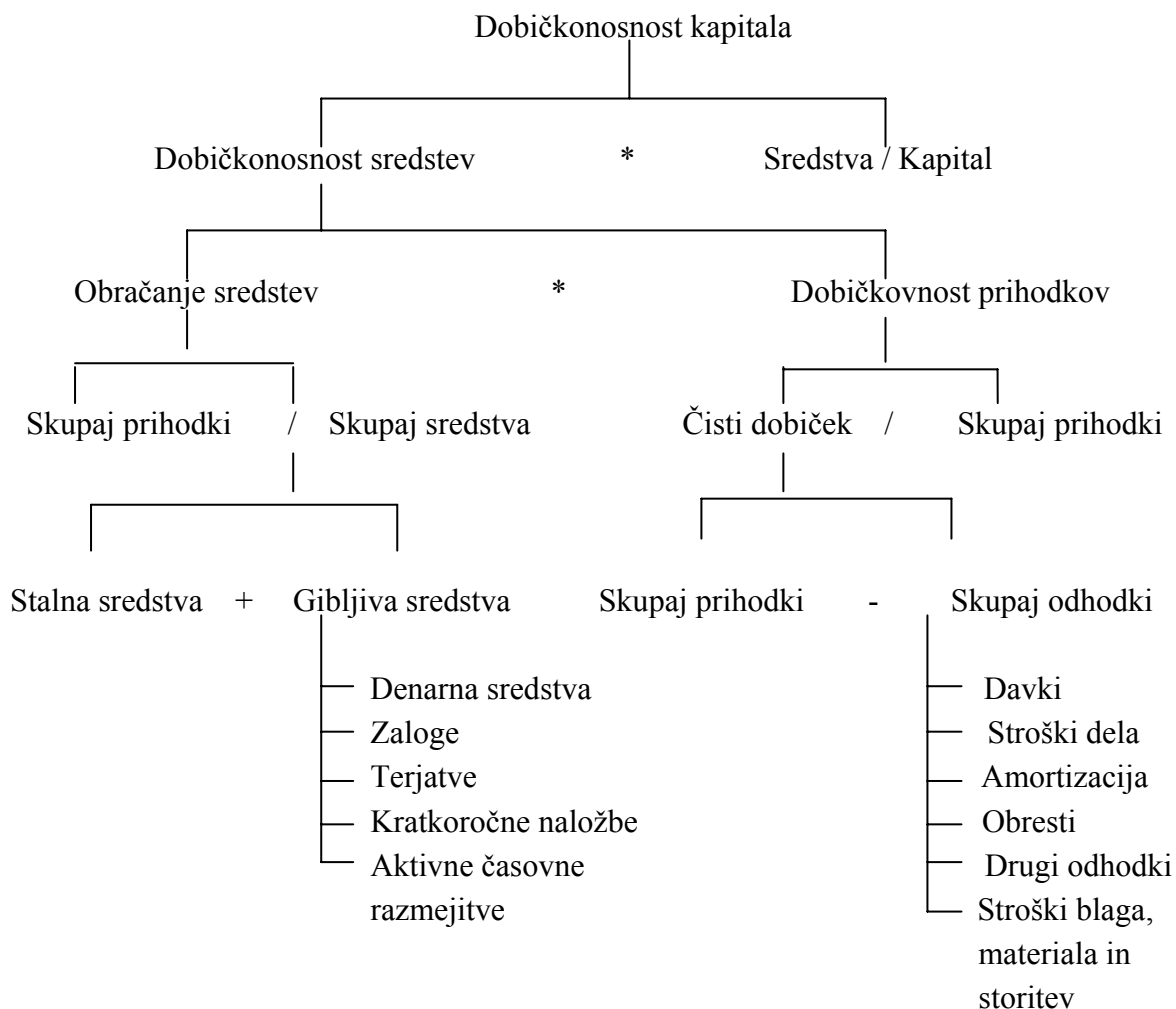 Dobičkonosnost kapitala
Dobičkonosnost sredstev * Sredstva / Kapital
Obračanje sredstev * Dobičkovnost prihodkov
Skupaj prihodki / Skupaj sredstva Čisti dobiček / Skupaj prihodki
Stalna sredstva + Gibljiva sredstva Skupaj prihodki - Skupaj odhodki
Denarna sredstva
Zaloge
Terjatve
Kratkoročne naložbe
Aktivne časovne
razmejitve
Davki
Stroški dela
Amortizacija
Obresti
Drugi odhodki
Stroški blaga,
materiala in
storitev